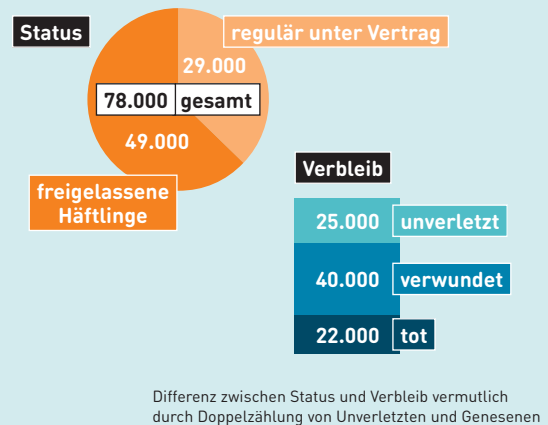 Status
regulär unter Vertrag
29.000
78.000 gesamt
49.000
freigelassene
Häftlinge
Verbleib
25.000 unverletzt
40.000 verwundet
22.000 tot
Differenz zwischen Status und Verbleib vermutlich
durch Doppelzählung von Unverletzten und Genesenen